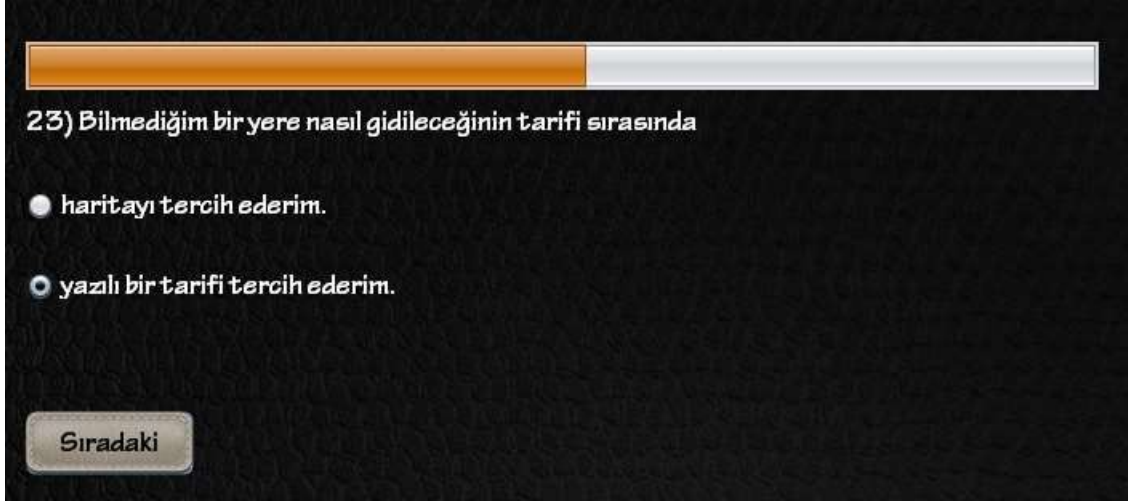 23) Bilmediğim bir yere nasıl gidileceğinin tarifi sırasında
haritayı tercih ederim.
yazılı bir tarifi tercih ederim.
Sıradaki